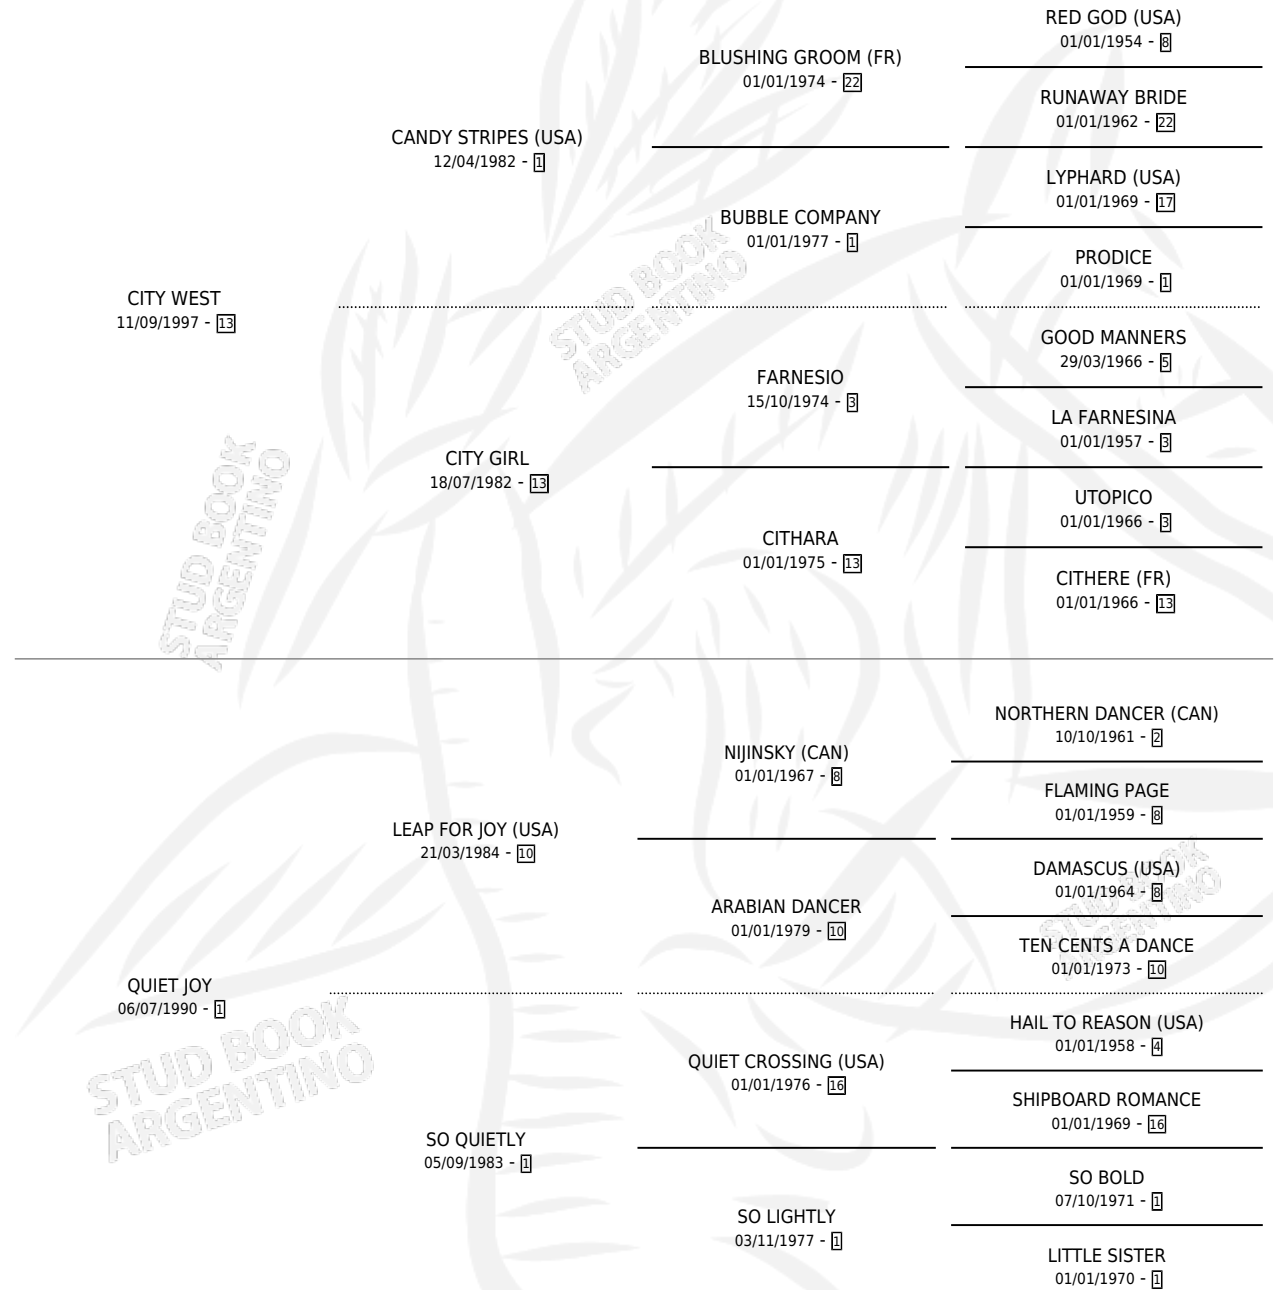 RED GOD (USA)
01/01/1954 - 8
BLUSHING GROOM (FR)
01/01/1974 - 22
RUNAWAY BRIDE
01/01/1962 - 22
CANDY STRIPES (USA)
12/04/1982 - 1
LYPHARD (USA)
01/01/1969 - 17
BUBBLE COMPANY
01/01/1977 - 1
PRODICE
01/01/1969 - 1
CITY WEST
11/09/1997 - 13
STUD BOOK
ARGENTINO
GOOD MANNERS
29/03/1966 - 5
FARNESIO
15/10/1974 - 3
LA FARNESINA
01/01/1957 - 3
CITY GIRL
18/07/1982 - 13
UTOPICO
01/01/1966 - 3
CITHARA
01/01/1975 - 13
CITHERE (FR)
01/01/1966 - 13
STUD BOOK
ARGENTINO
NORTHERN DANCER (CAN)
10/10/1961 - 2
NIJINSKY (CAN)
01/01/1967 - 8
FLAMING PAGE
01/01/1959 - 8
LEAP FOR JOY (USA)
21/03/1984 - 10
DAMASCUS (USA)
01/01/1964 - 8
ARABIAN DANCER
01/01/1979 - 10
STUD BOOK
ARGENTINO
TEN CENTS A DANCE
01/01/1973 - 10
QUIET JOY
06/07/1990 - 1
HAIL TO REASON (USA)
01/01/1958 - 4
QUIET CROSSING (USA)
01/01/1976 - 16
STUD BOOK
ARGENTINO
SHIPBOARD ROMANCE
01/01/1969 - 16
SO QUIETLY
05/09/1983 - 1
SO BOLD
07/10/1971 - 1
SO LIGHTLY
03/11/1977 - 1
LITTLE SISTER
01/01/1970 - 1